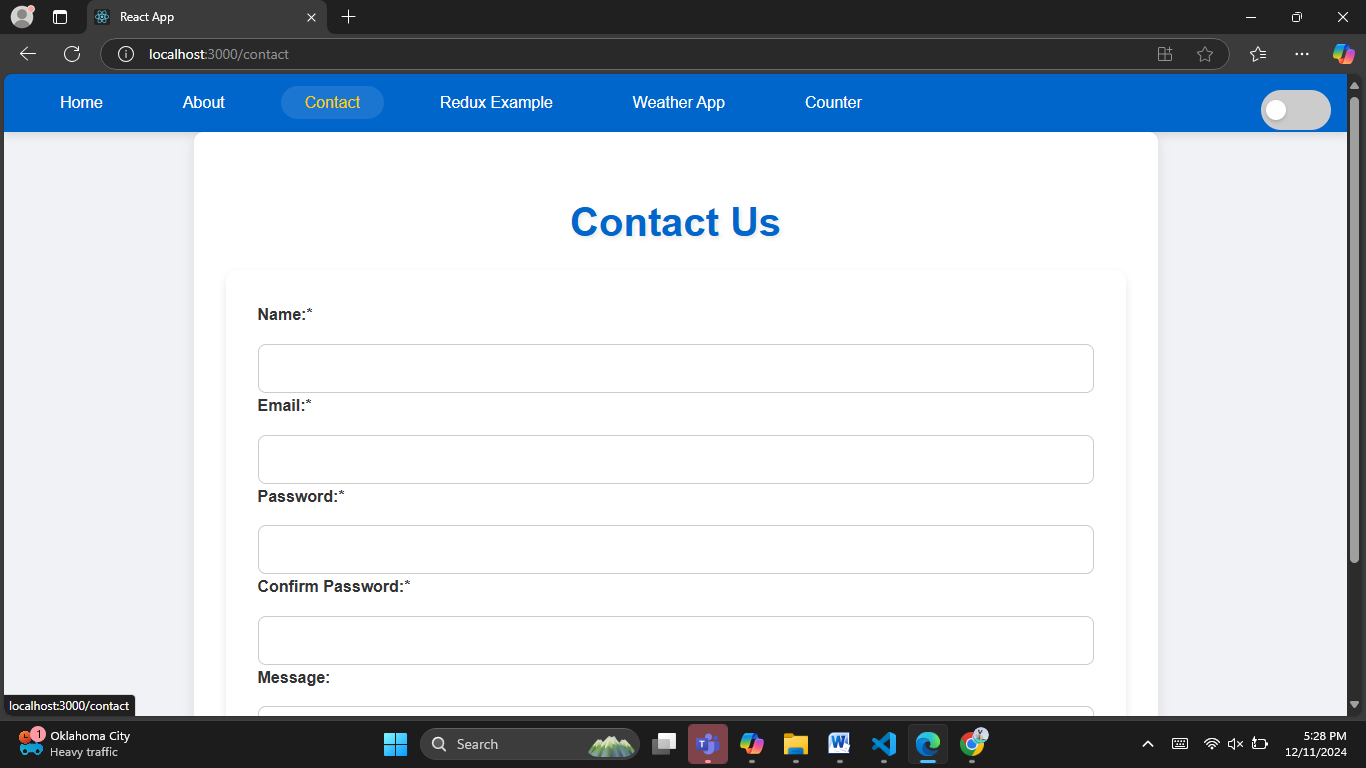 React App
localhost:3000/contact
Home About Contact Redux Example Weather App Counter
Contact Us
Name:*
Email:*
Password:*
Confirm Password:*
Message:
localhost:3000/contact
1
Oklahoma City
Heavy traffic
Search
5:28 PM
12/11/2024